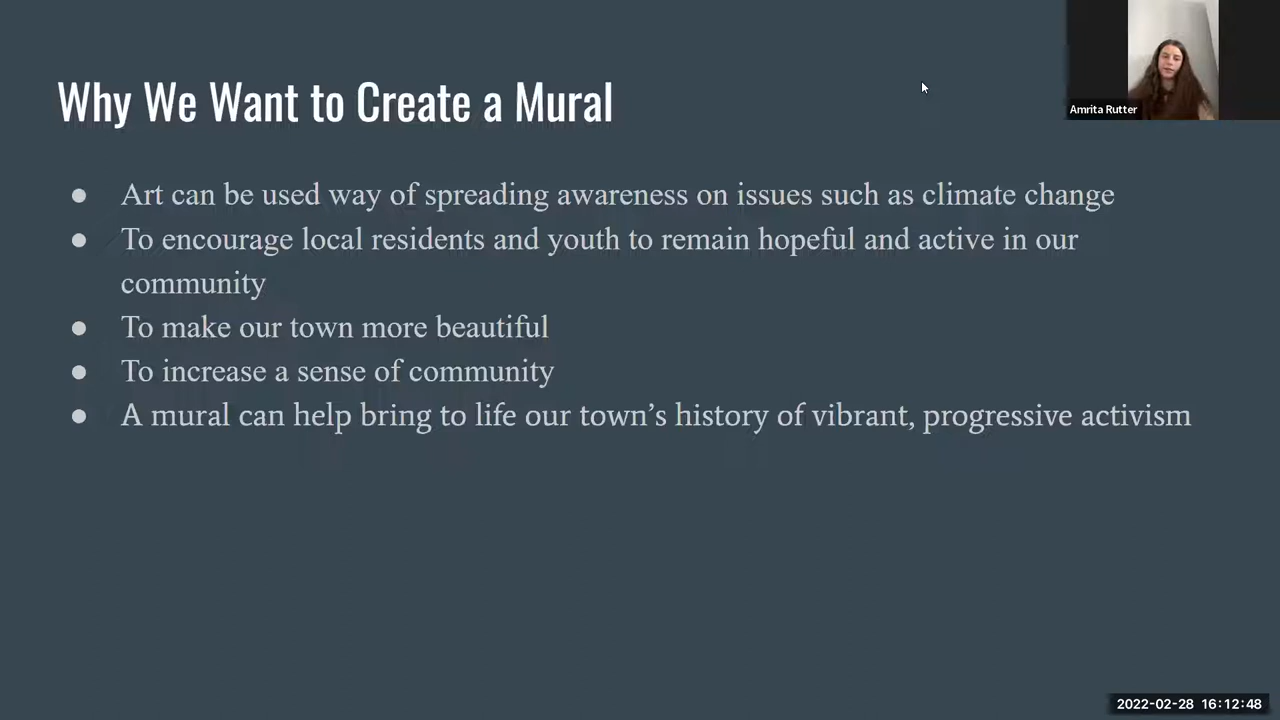 Why We Want to Create a Mural
Amrita Rutter
● Art can be used way of spreading awareness on issues such as climate change
● To encourage local residents and youth to remain hopeful and active in our
community
● To make our town more beautiful
● To increase a sense of community
● A mural can help bring to life our town’s history of vibrant, progressive activism
2022-02-28 16:12:48